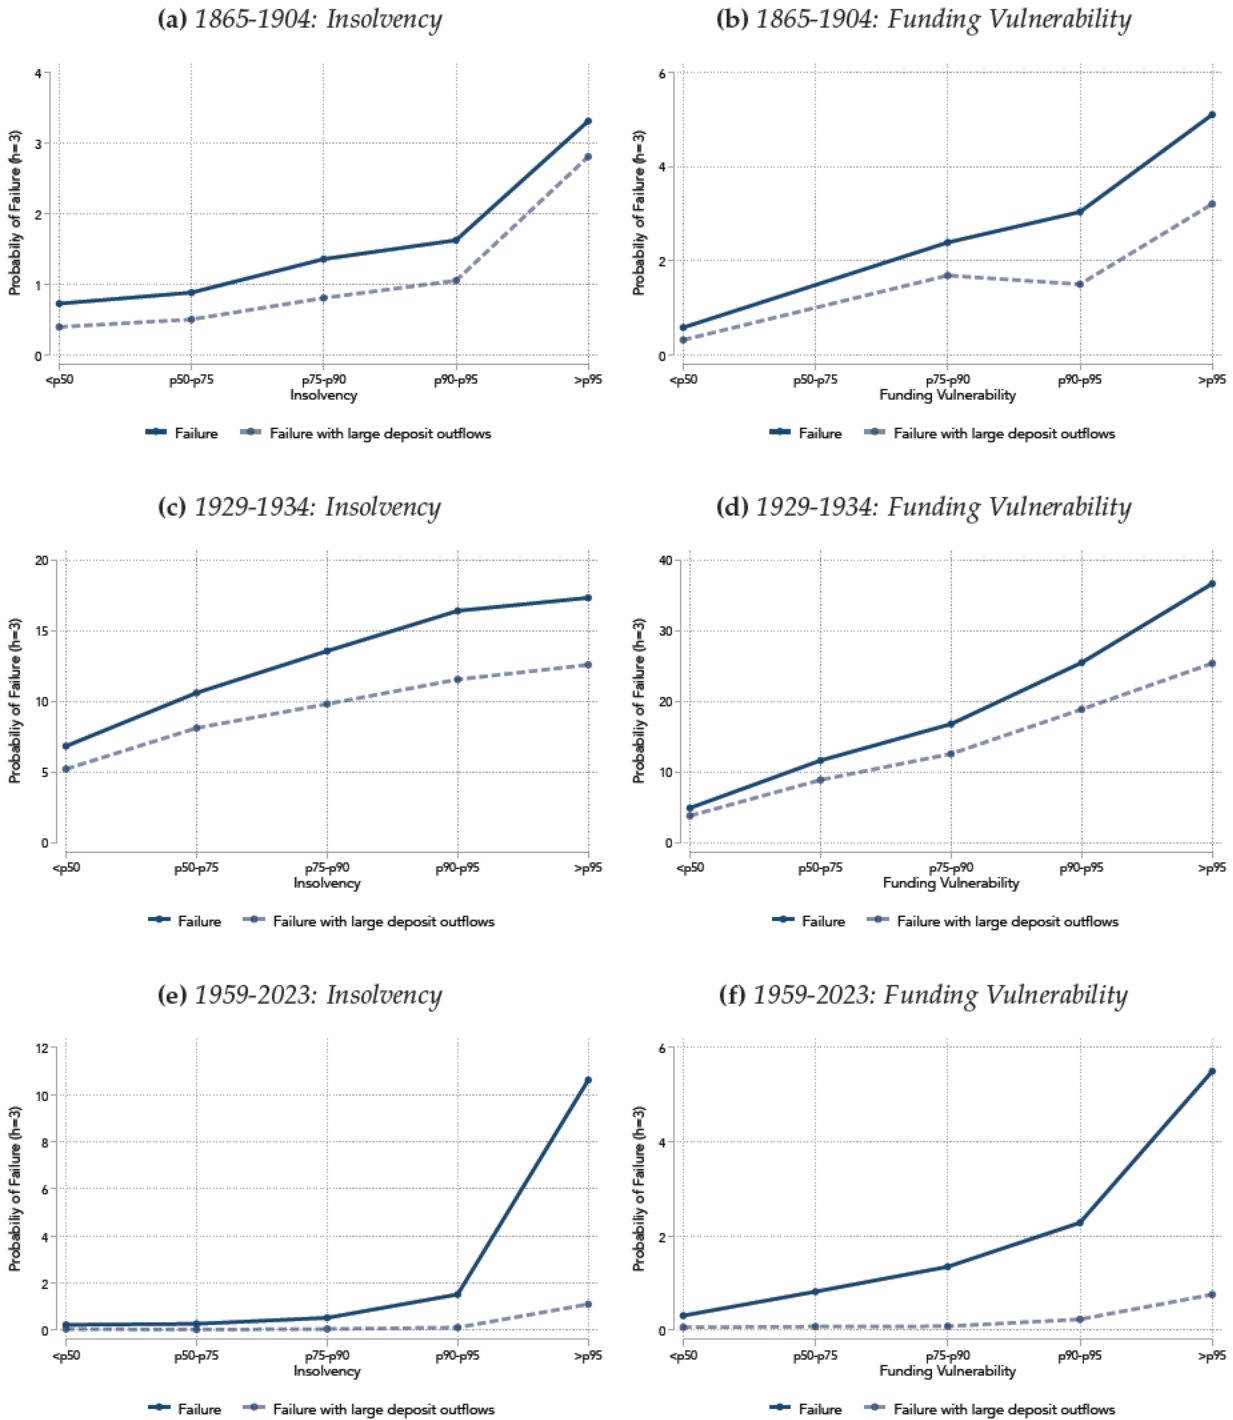 (a) 1865-1904: Insolvency
(b) 1865-1904: Funding Vulnerability
Probabiliy of Failure (h=3)
4
3
2
1
0
<p50 p50-p75 p75-p90 p90-p95 >p95
Insolvency
Failure Failure with large deposit outflows
Probabiliy of Failure (h=3)
6
4
2
0
<p50 p50-p75 p75-p90 p90-p95 >p95
Funding Vulnerability
Failure Failure with large deposit outflows
(c) 1929-1934: Insolvency
(d) 1929-1934: Funding Vulnerability
Probabiliy of Failure (h=3)
20
15
10
5
0
<p50 p50-p75 p75-p90 p90-p95 >p95
Insolvency
Failure Failure with large deposit outflows
Probabiliy of Failure (h=3)
40
30
20
10
0
<p50 p50-p75 p75-p90 p90-p95 >p95
Funding Vulnerability
Failure Failure with large deposit outflows
(e) 1959-2023: Insolvency
(f) 1959-2023: Funding Vulnerability
Probabiliy of Failure (h=3)
12
10
8
6
4
2
0
<p50 p50-p75 p75-p90 p90-p95 >p95
Insolvency
Failure Failure with large deposit outflows
Probabiliy of Failure (h=3)
6
4
2
0
<p50 p50-p75 p75-p90 p90-p95 >p95
Funding Vulnerability
Failure Failure with large deposit outflows